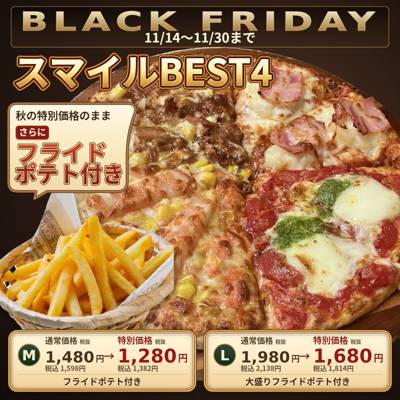 BLACK FRIDAY
11/14〜11/30まで
スマイルBEST4
秋の特別価格のまま
さらに
フライド
ポテト付き
M 通常価格 税抜 特別価格 税抜
1,480円→1,280円
税込 1,598円 税込 1,382円
フライドポテト付き
L 通常価格 税抜 特別価格 税抜
1,980円→1,680円
税込 2,138円 税込 1,814円
大盛りフライドポテト付き